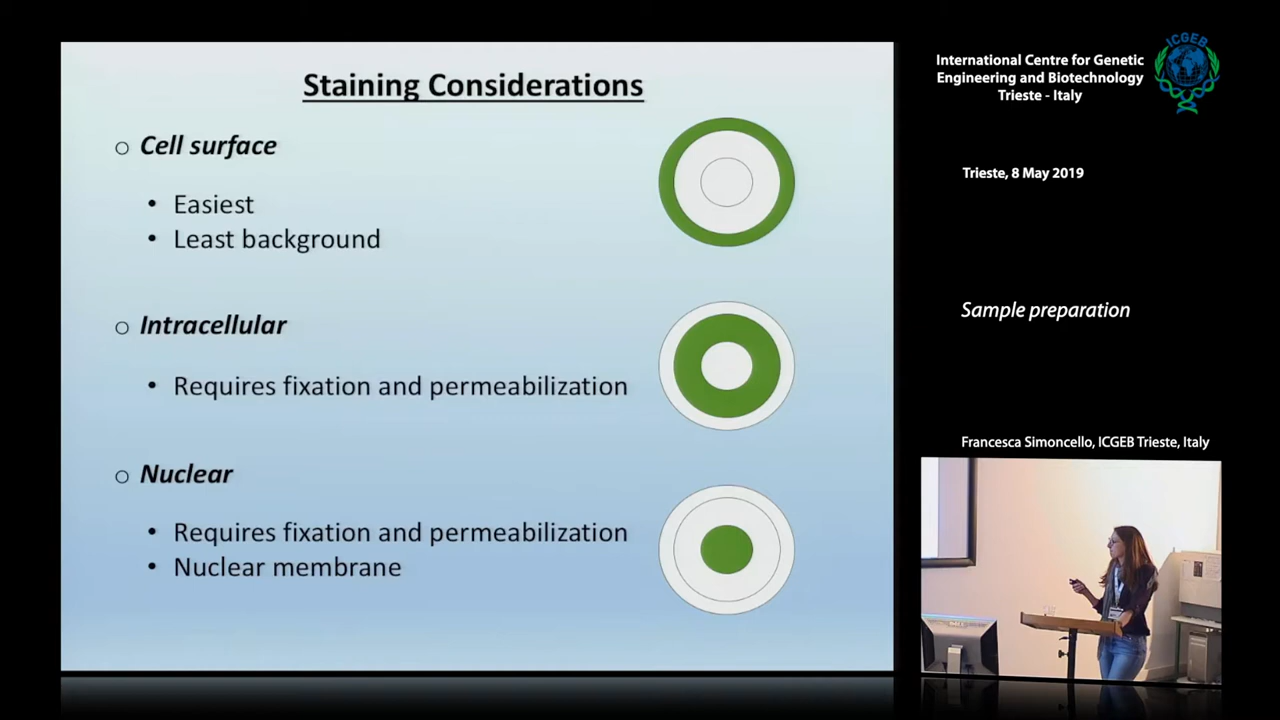 Staining Considerations
Cell surface
• Easiest
• Least background
Intracellular
• Requires fixation and permeabilization
Nuclear
• Requires fixation and permeabilization
• Nuclear membrane
ICGEB
International Centre for Genetic
Engineering and Biotechnology
Trieste - Italy
Trieste, 8 May 2019
Sample preparation
Francesca Simoncello, ICGEB Trieste, Italy